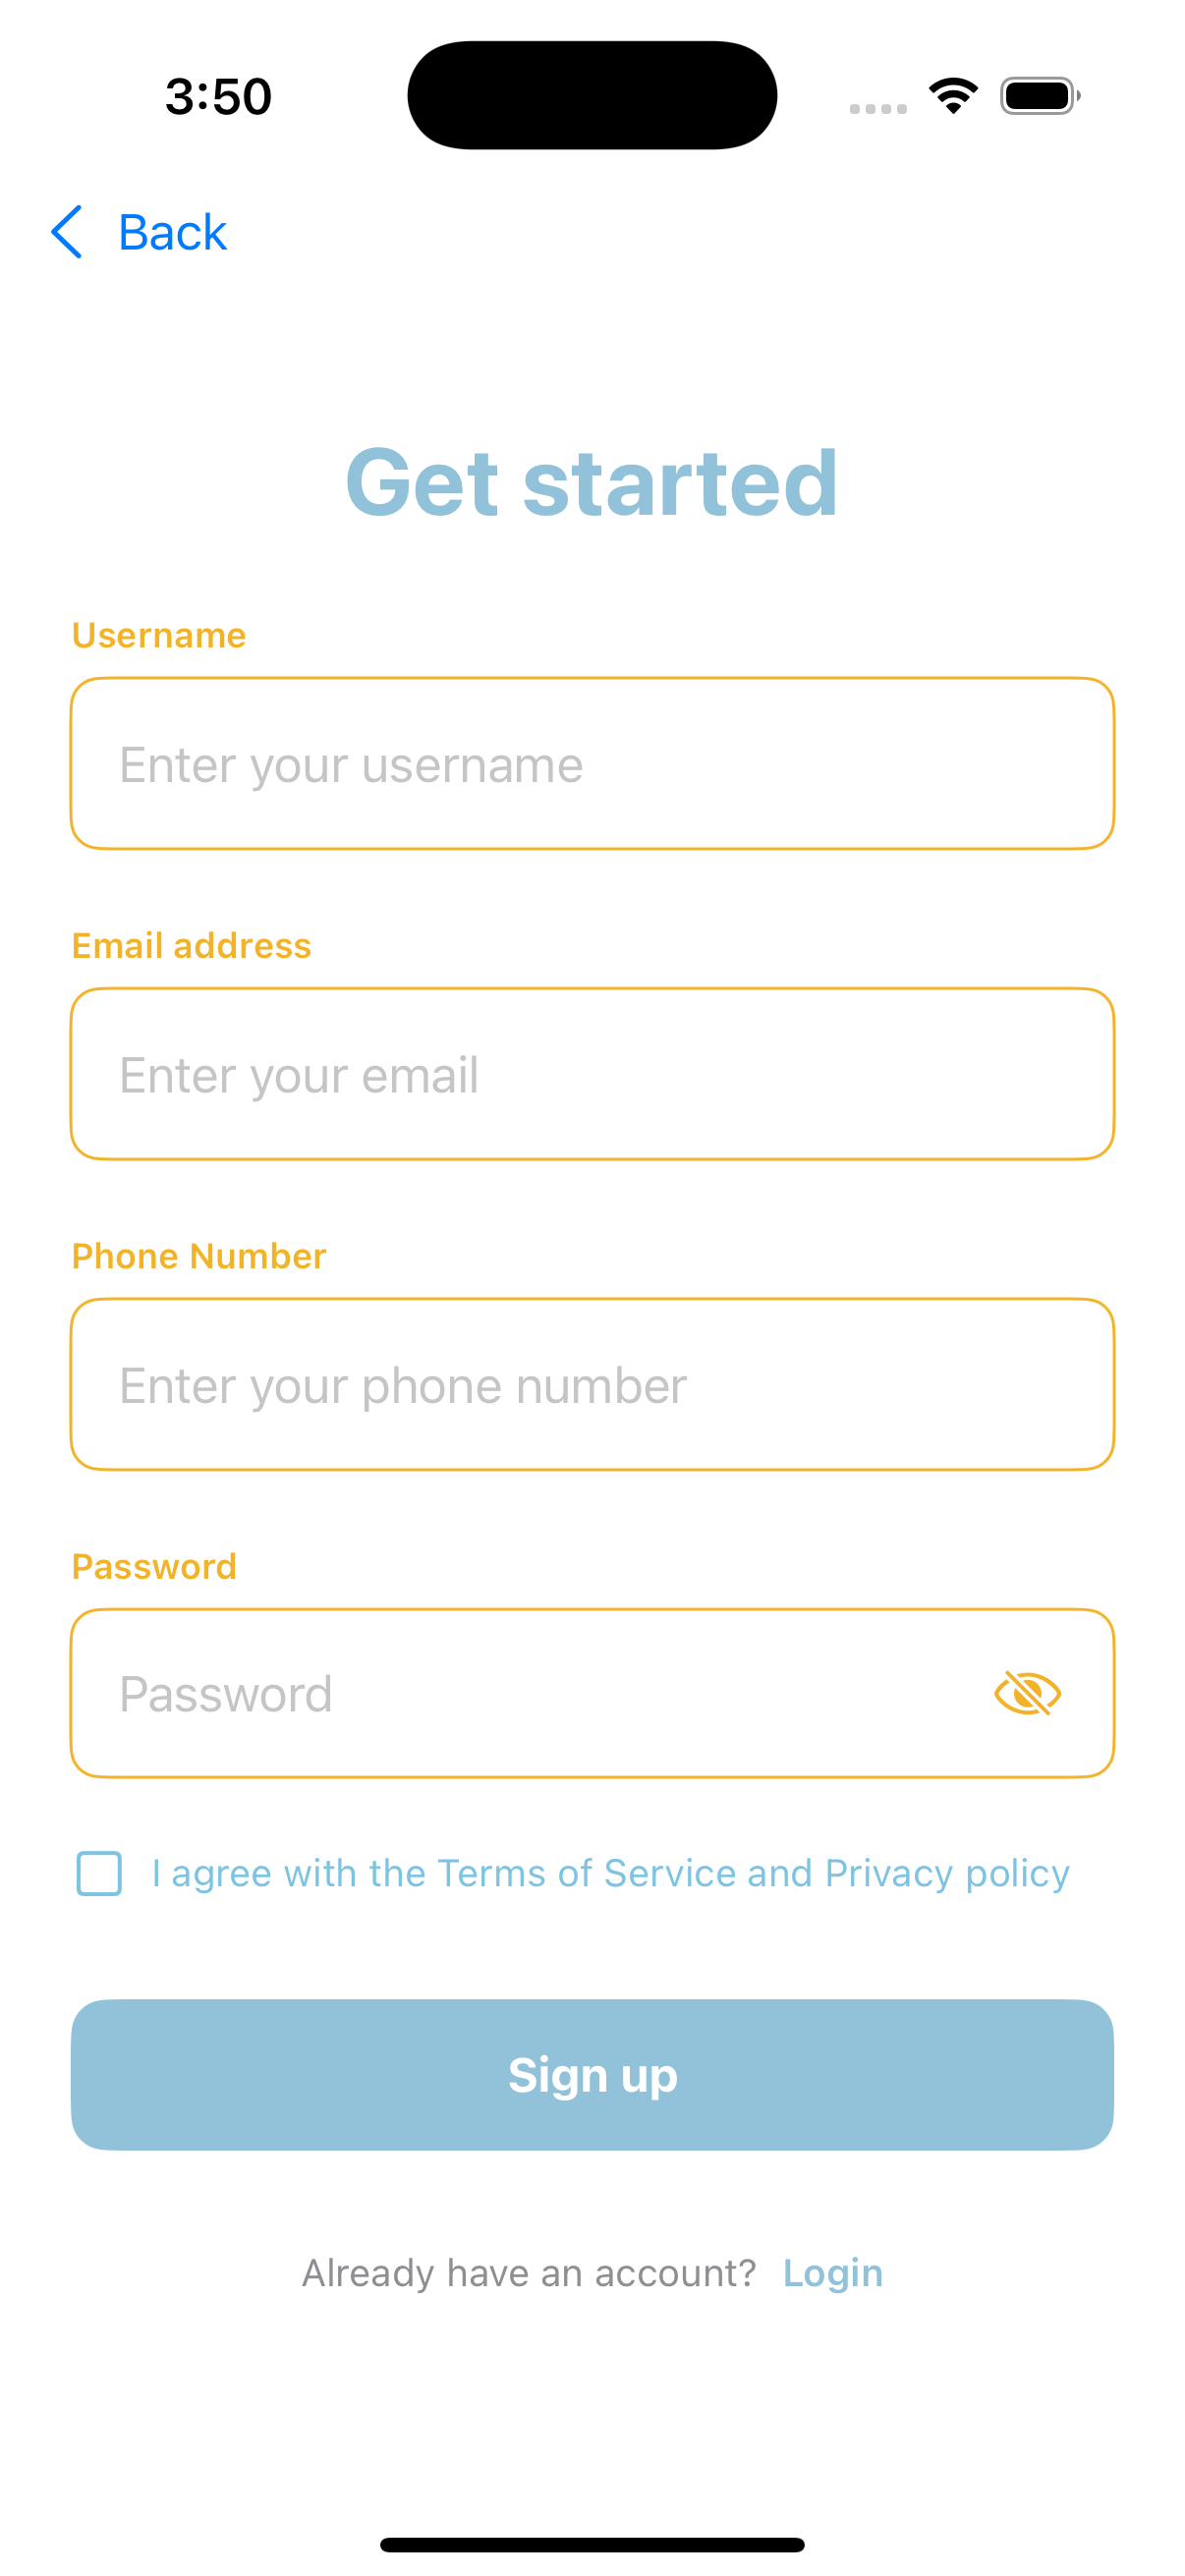 3:50
Back
Get started
Username
Enter your username
Email address
Enter your email
Phone Number
Enter your phone number
Password
Password
I agree with the Terms of Service and Privacy policy
Sign up
Already have an account? Login